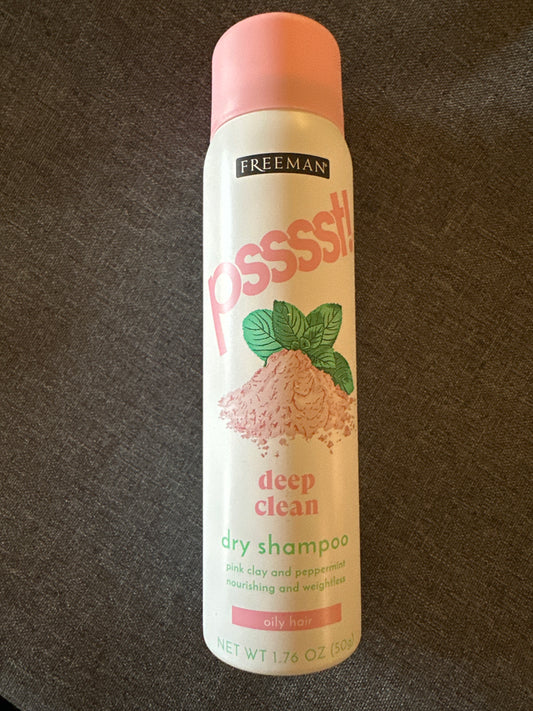 FREEMAN
psssst!
deep
clean
dry shampoo
pink clay and peppermint
nourishing and weightless
oily hair
NET WT 1.76 OZ (50g)